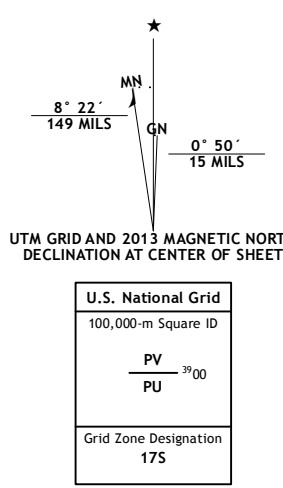 ★
MN
8° 22´
149 MILS
GN
0° 50´
15 MILS
UTM GRID AND 2013 MAGNETIC NORT
DECLINATION AT CENTER OF SHEET
U.S. National Grid
100,000-m Square ID
PV
3900
PU
Grid Zone Designation
17S